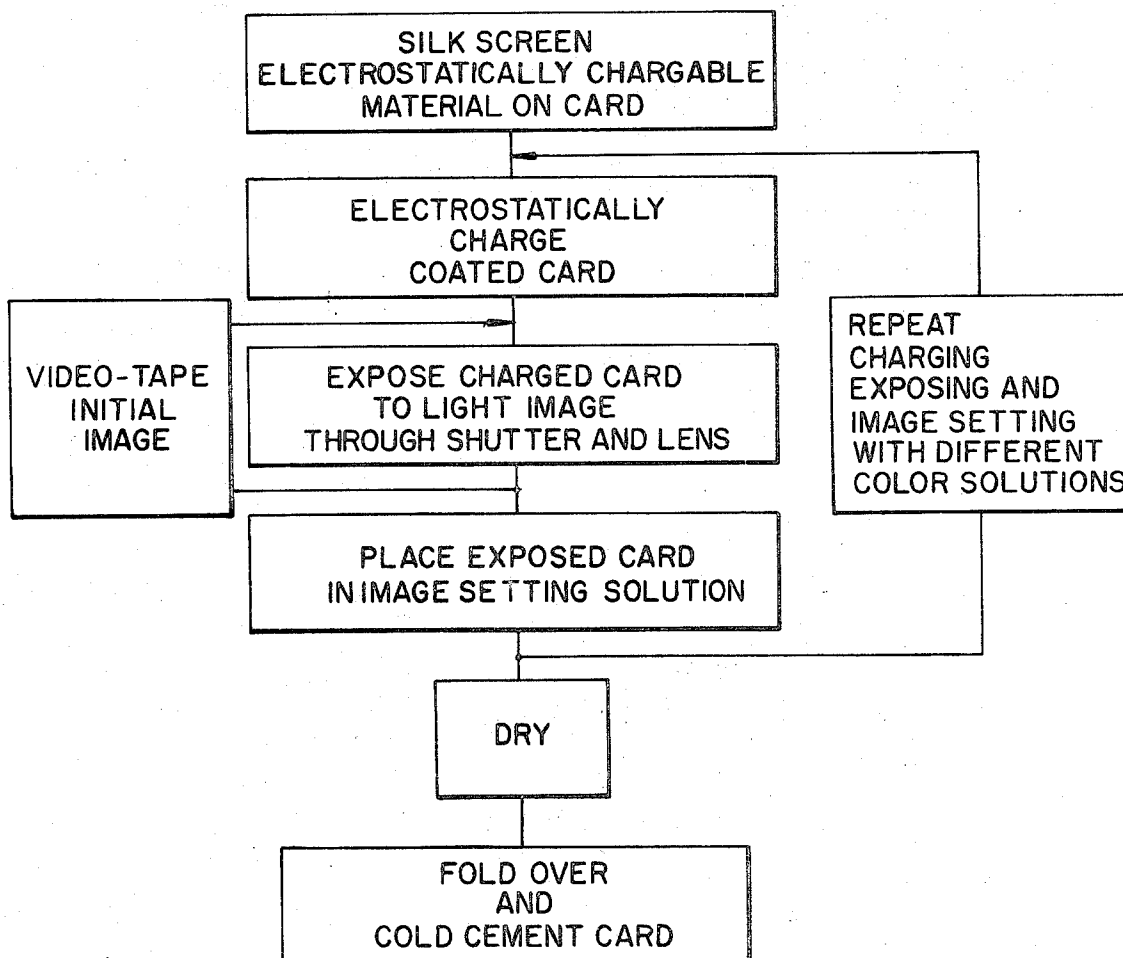 SILK SCREEN
ELECTROSTATICALLY CHARGABLE
MATERIAL ON CARD
ELECTROSTATICALLY
CHARGE
COATED CARD
VIDEO-TAPE
INITIAL
IMAGE
EXPOSE CHARGED CARD
TO LIGHT IMAGE
THROUGH SHUTTER AND LENS
REPEAT
CHARGING
EXPOSING AND
IMAGE SETTING
WITH DIFFERENT
COLOR SOLUTIONS
PLACE EXPOSED CARD
IN IMAGE SETTING SOLUTION
DRY
FOLD OVER
AND
COLD CEMENT CARD